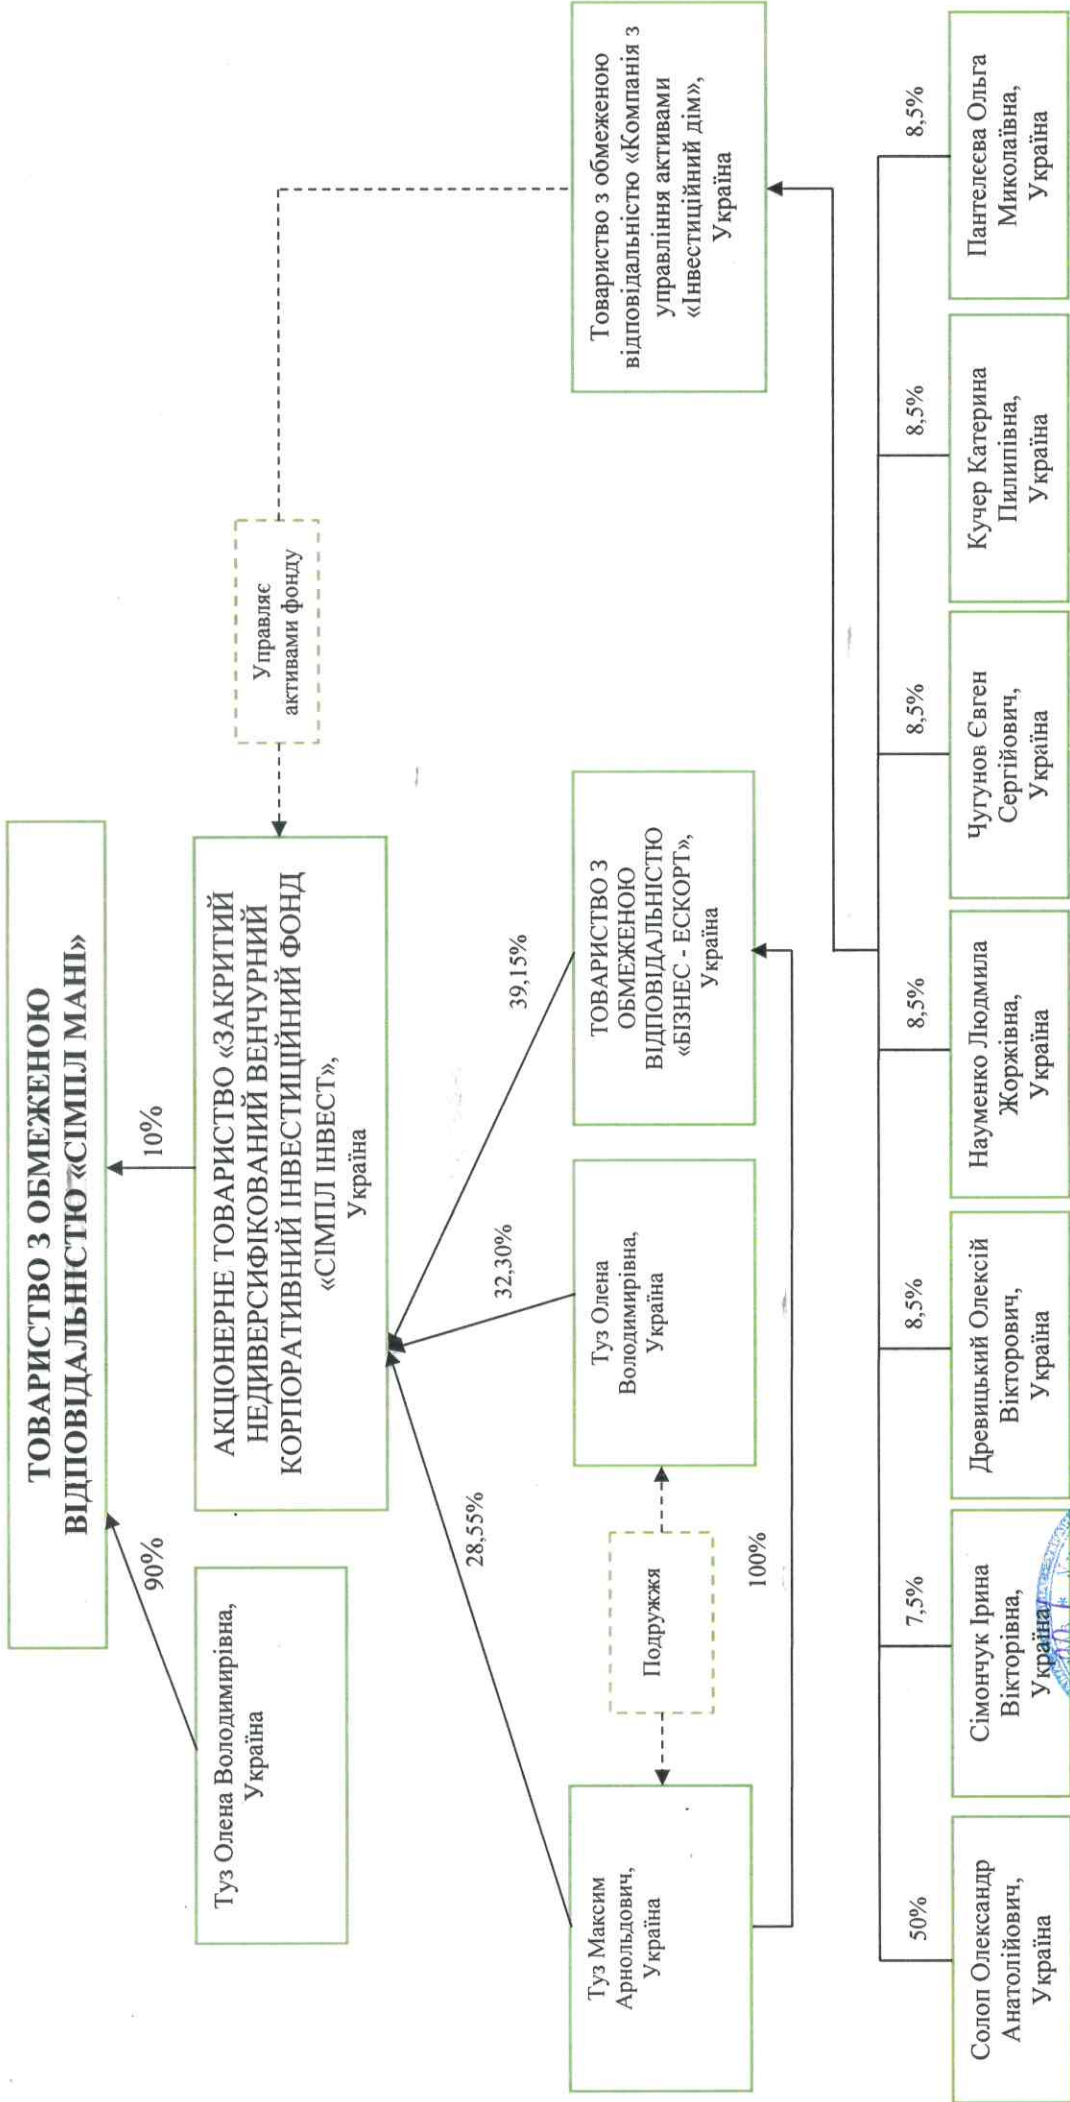 ТОВАРИСТВО З ОБМЕЖЕНОЮ
ВІДПОВІДАЛЬНІСТЮ «СІМПЛ МАНІ»
90%
10%
Туз Олена Володимирівна,
Україна
АКЦІОНЕРНЕ ТОВАРИСТВО «ЗАКРИТИЙ
НЕДИВЕРСИФІКОВАНИЙ ВЕНЧУРНИЙ
КОРПОРАТИВНИЙ ІНВЕСТИЦІЙНИЙ ФОНД
«СІМПЛ ІНВЕСТ»,
Україна
Управляє
активами фонду
28,55%
32,30%
39,15%
Туз Максим
Арнольдович,
Україна
Подружжя
Туз Олена
Володимирівна,
Україна
ТОВАРИСТВО З
ОБМЕЖЕНОЮ
ВІДПОВІДАЛЬНІСТЮ
«БІЗНЕС - ЕСКОРТ»,
Україна
Товариство з обмеженою
відповідальністю «Компанія з
управління активами
«Інвестиційний дім»,
Україна
100%
50%
7,5%
8,5%
8,5%
8,5%
8,5%
8,5%
Солоп Олександр
Анатолійович,
Україна
Сімончук Ірина
Вікторівна,
Україна
Древицький Олексій
Вікторович,
Україна
Науменко Людмила
Жоржівна,
Україна
Чугунов Євген
Сергійович,
Україна
Кучер Катерина
Пилипівна,
Україна
Пантелєєва Ольга
Миколаївна,
Україна